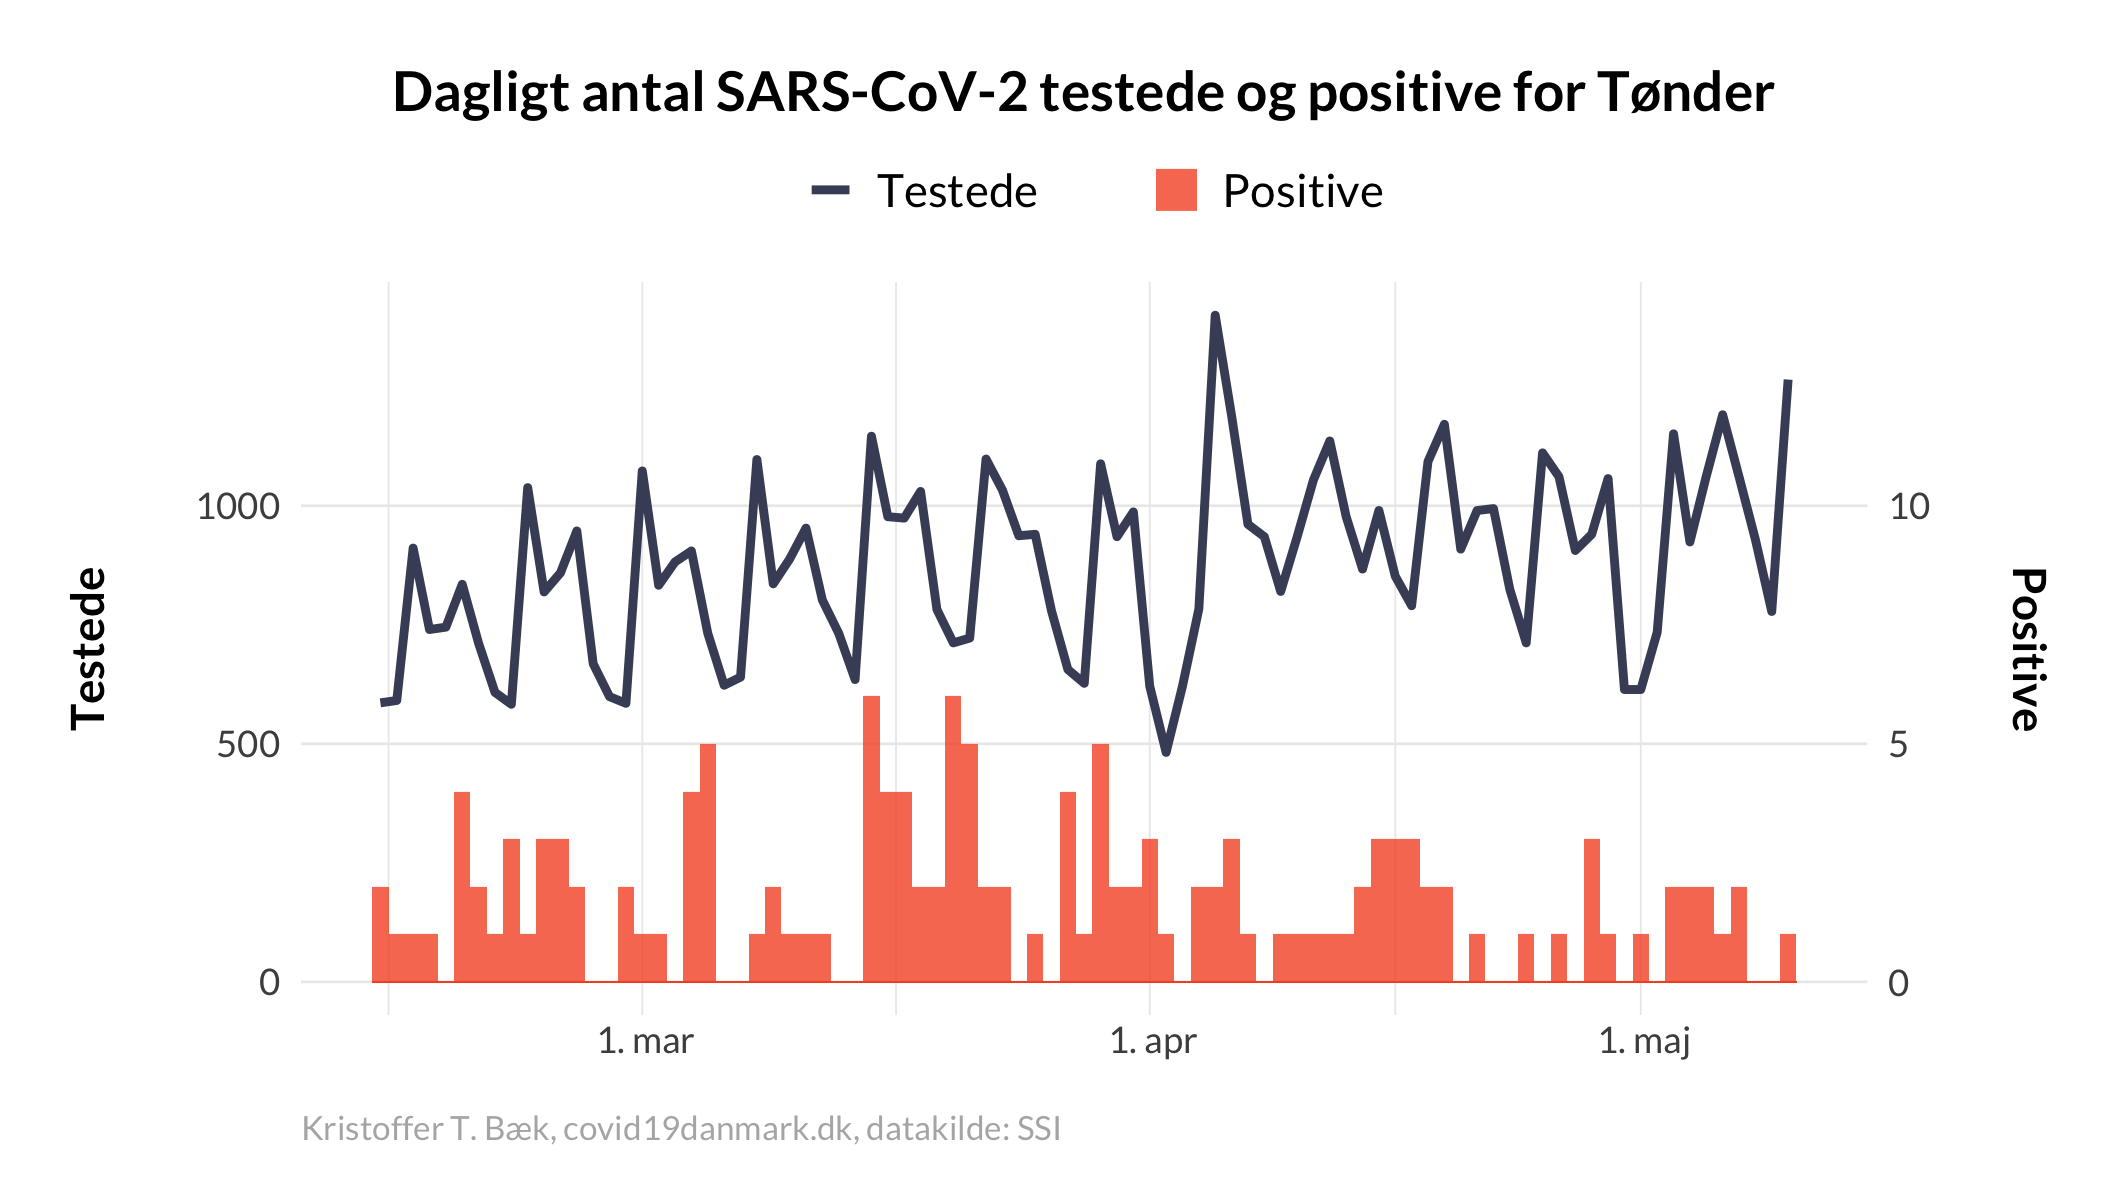 Dagligt antal SARS-CoV-2 testede og positive for Tønder
Testede
Positive
1000
500
0
Testede
10
5
0
Positive
1. mar
1. apr
1. maj
Kristoffer T. Bæk, covid19danmark.dk, datakilde: SSI